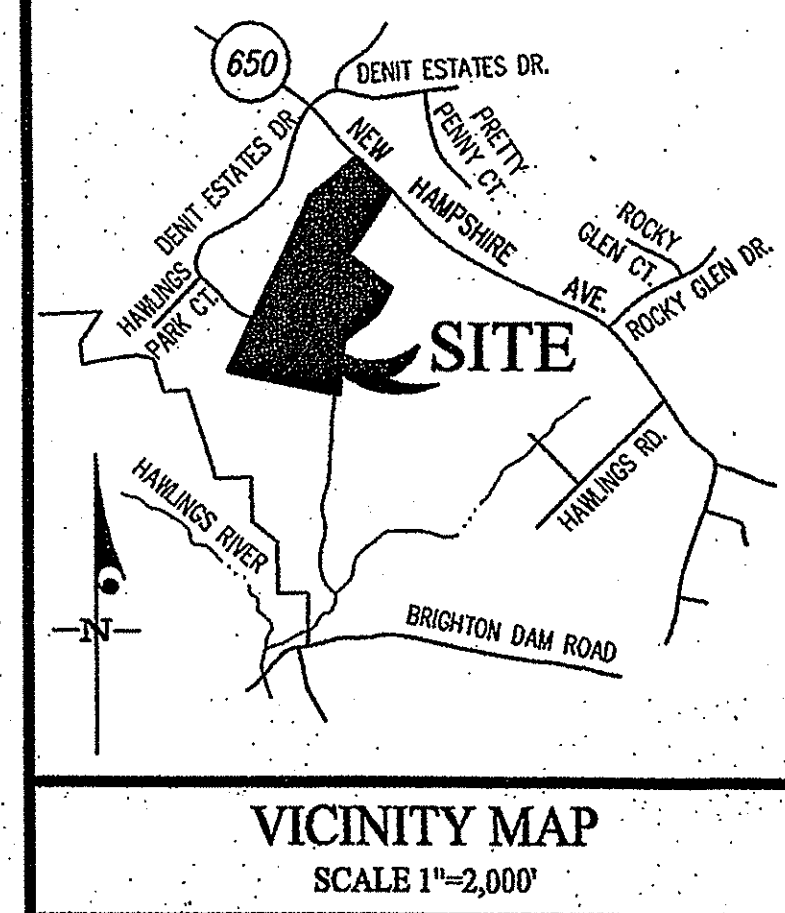 650
DENIT ESTATES DR.
DENIT ESTATES DR.
PRETTY
PENNY CT.
NEW
HAMPSHIRE
AVE.
ROCKY
GLEN CT.
ROCKY GLEN DR.
HAWLINGS
PARK CT.
SITE
HAWLINGS RD.
HAWLINGS RIVER
N
BRIGHTON DAM ROAD
VICINITY MAP
SCALE 1"=2,000'